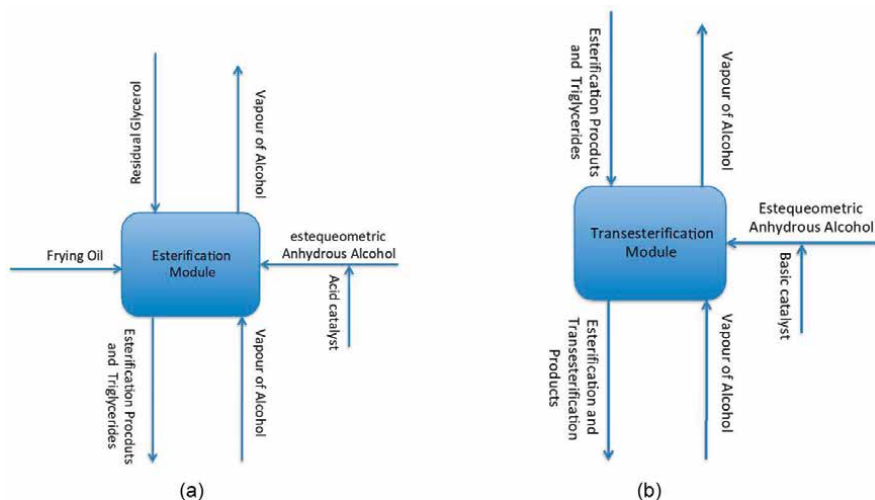 Residual Glycerol
Vapour of Alcohol
Frying Oil
Esterification
Module
estequeometric
Anhydrous Alcohol
Acid catalyst
Esterification Procduts
and Triglycerides
Vapour of Alcohol
(a)
Esterification Procduts
and Triglycerides
Vapour of Alcohol
Transesterification
Module
Estequeometric
Anhydrous Alcohol
Basic catalyst
Esterification and
Transesterification
Products
Vapour of Alcohol
(b)